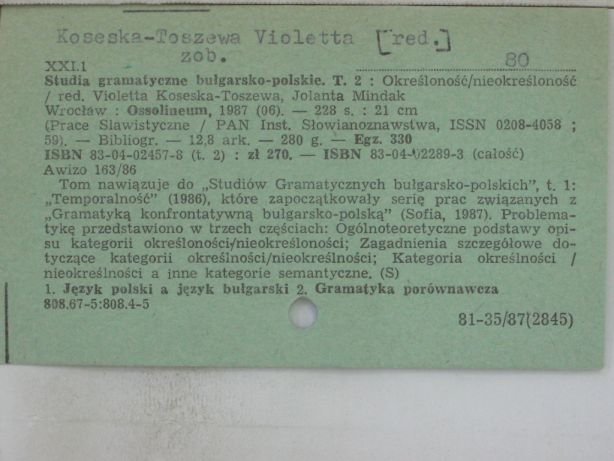 Koseska-Toszewa Violetta [red.]
zob.
80
XXI.1
Studia gramatyczne bułgarsko-polskie. T. 2 : Określoność/nieokreśloność
/ red. Violetta Koseska-Toszewa, Jolanta Mindak
Wrocław : Ossolineum, 1987 (06). — 228 s. : 21 cm
(Prace Slawistyczne / PAN Inst. Słowianoznawstwa, ISSN 0208-4058 ;
59). — Bibliogr. — 12,8 ark. — 280 g. — Egz. 330
ISBN 83-04-02457-8 (t. 2) : zł 270. — ISBN 83-04-02289-3 (całość)
Awizo 163/86
Tom nawiązuje do „Studiów Gramatycznych bułgarsko-polskich”, t. 1:
„Temporalność” (1986), które zapoczątkowały serię prac związanych z
„Gramatyką konfrontatywną bułgarsko-polską” (Sofia, 1987). Problema-
tykę przedstawiono w trzech częściach: Ogólnoteoretyczne podstawy opi-
su kategorii określoności/nieokreśloności; Zagadnienia szczegółowe do-
tyczące kategorii określności/nieokreślności; Kategoria określności /
nieokreślności a inne kategorie semantyczne. (S)
1. Język polski a język bułgarski 2. Gramatyka porównawcza
808.67-5:808.4-5
81-35/87(2845)